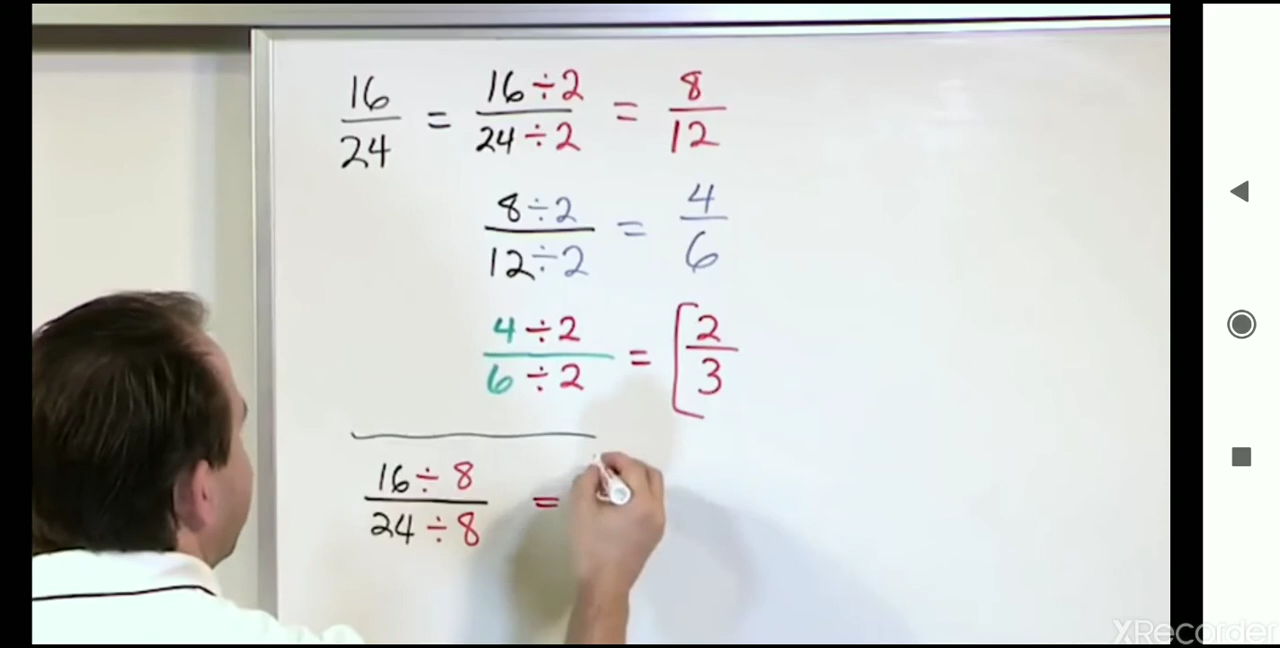 16/24 = 16÷2/24÷2 = 8/12
8÷2/12÷2 = 4/6
4÷2/6÷2 = [2/3
16÷8/24÷8 =
XRecorder